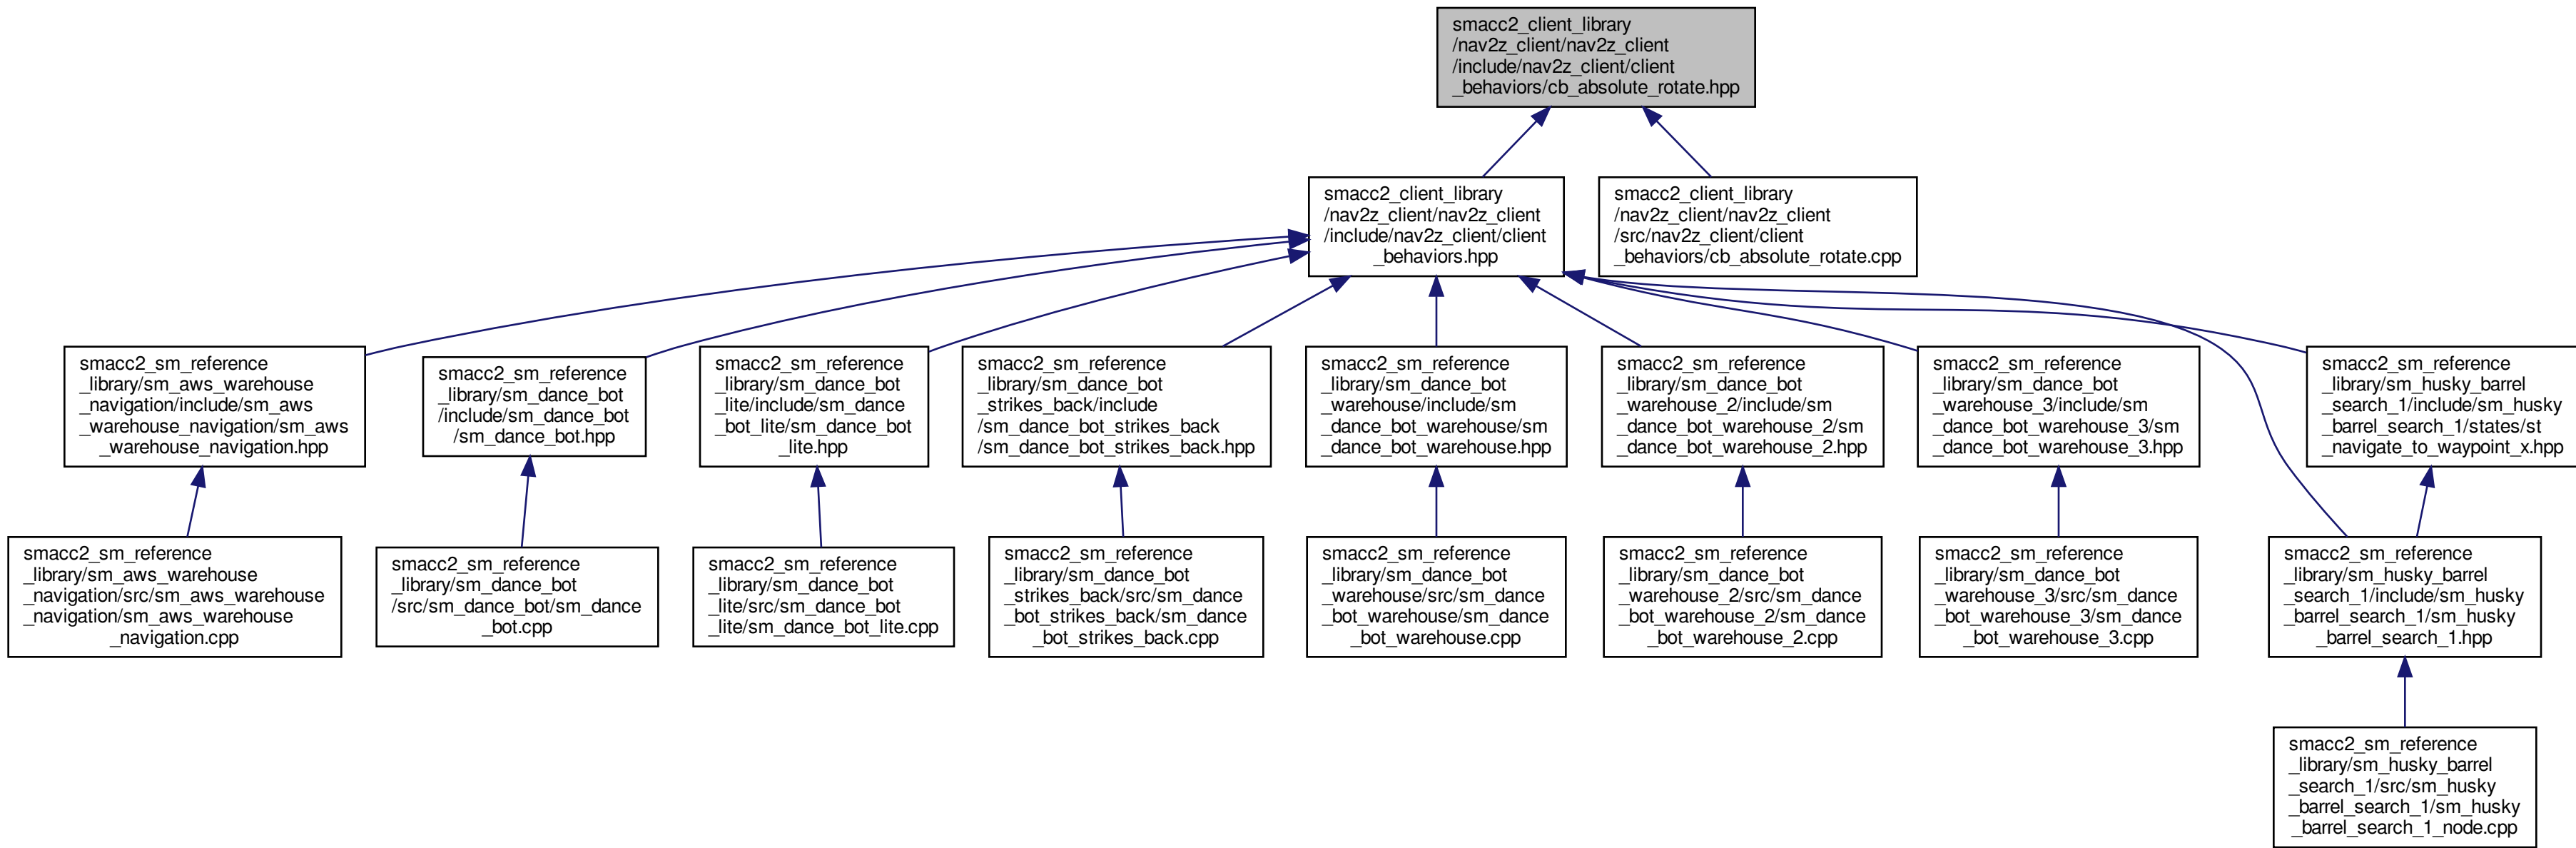 smacc2_client_library
/nav2z_client/nav2z_client
/include/nav2z_client/client
_behaviors/cb_absolute_rotate.hpp
smacc2_client_library
/nav2z_client/nav2z_client
/include/nav2z_client/client
_behaviors.hpp
smacc2_client_library
/nav2z_client/nav2z_client
/src/nav2z_client/client
_behaviors/cb_absolute_rotate.cpp
smacc2_sm_reference
_library/sm_aws_warehouse
_navigation/include/sm_aws
_warehouse_navigation/sm_aws
_warehouse_navigation.hpp
smacc2_sm_reference
_library/sm_dance_bot
/include/sm_dance_bot
/sm_dance_bot.hpp
smacc2_sm_reference
_library/sm_dance_bot
_lite/include/sm_dance
_bot_lite/sm_dance_bot
_lite.hpp
smacc2_sm_reference
_library/sm_dance_bot
_strikes_back/include
/sm_dance_bot_strikes_back
/sm_dance_bot_strikes_back.hpp
smacc2_sm_reference
_library/sm_dance_bot
_warehouse/include/sm
_dance_bot_warehouse/sm
_dance_bot_warehouse.hpp
smacc2_sm_reference
_library/sm_dance_bot
_warehouse_2/include/sm
_dance_bot_warehouse_2/sm
_dance_bot_warehouse_2.hpp
smacc2_sm_reference
_library/sm_dance_bot
_warehouse_3/include/sm
_dance_bot_warehouse_3/sm
_dance_bot_warehouse_3.hpp
smacc2_sm_reference
_library/sm_husky_barrel
_search_1/include/sm_husky
_barrel_search_1/states/st
_navigate_to_waypoint_x.hpp
smacc2_sm_reference
_library/sm_aws_warehouse
_navigation/src/sm_aws_warehouse
_navigation/sm_aws_warehouse
_navigation.cpp
smacc2_sm_reference
_library/sm_dance_bot
/src/sm_dance_bot/sm_dance
_bot.cpp
smacc2_sm_reference
_library/sm_dance_bot
_lite/src/sm_dance_bot
_lite/sm_dance_bot_lite.cpp
smacc2_sm_reference
_library/sm_dance_bot
_strikes_back/src/sm_dance
_bot_strikes_back/sm_dance
_bot_strikes_back.cpp
smacc2_sm_reference
_library/sm_dance_bot
_warehouse/src/sm_dance
_bot_warehouse/sm_dance
_bot_warehouse.cpp
smacc2_sm_reference
_library/sm_dance_bot
_warehouse_2/src/sm_dance
_bot_warehouse_2/sm_dance
_bot_warehouse_2.cpp
smacc2_sm_reference
_library/sm_dance_bot
_warehouse_3/src/sm_dance
_bot_warehouse_3/sm_dance
_bot_warehouse_3.cpp
smacc2_sm_reference
_library/sm_husky_barrel
_search_1/include/sm_husky
_barrel_search_1/sm_husky
_barrel_search_1.hpp
smacc2_sm_reference
_library/sm_husky_barrel
_search_1/src/sm_husky
_barrel_search_1/sm_husky
_barrel_search_1_node.cpp